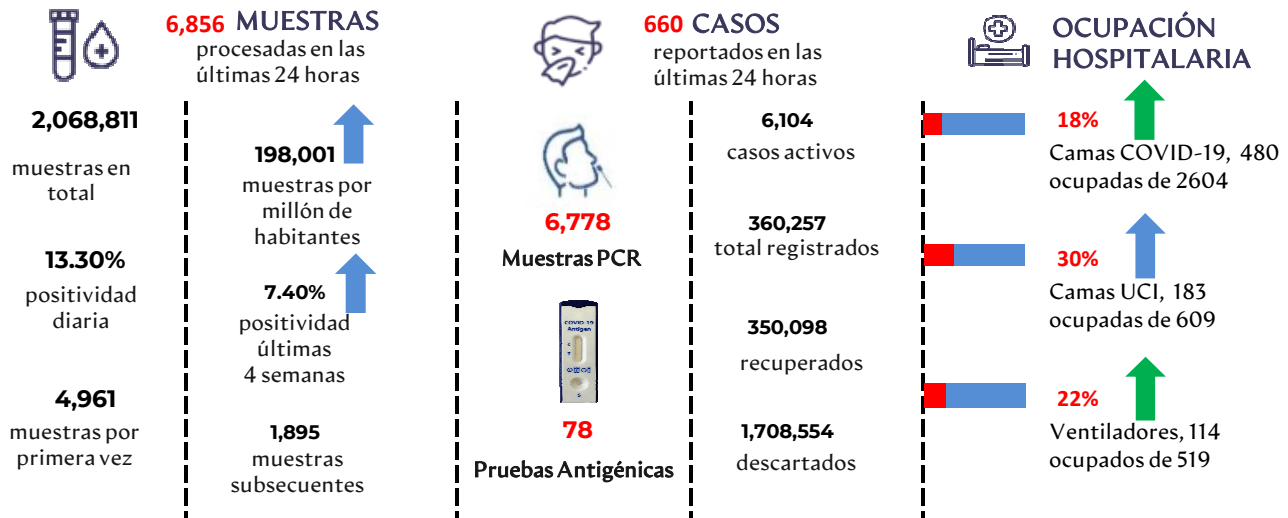 6,856 MUESTRAS
procesadas en las
últimas 24 horas
2,068,811
muestras en
total
13.30%
positividad
diaria
4,961
muestras por
primera vez
198,001
muestras por
millón de
habitantes
7.40%
positividad
últimas
4 semanas
1,895
muestras
subsecuentes
660 CASOS
reportados en las
últimas 24 horas
6,778
Muestras PCR
COVID-19
Antigen
C
T
S
78
Pruebas Antigénicas
6,104
casos activos
360,257
total registrados
350,098
recuperados
1,708,554
descartados
OCUPACIÓN
HOSPITALARIA
18%
Camas COVID-19, 480
ocupadas de 2604
30%
Camas UCI, 183
ocupadas de 609
22%
Ventiladores, 114
ocupados de 519